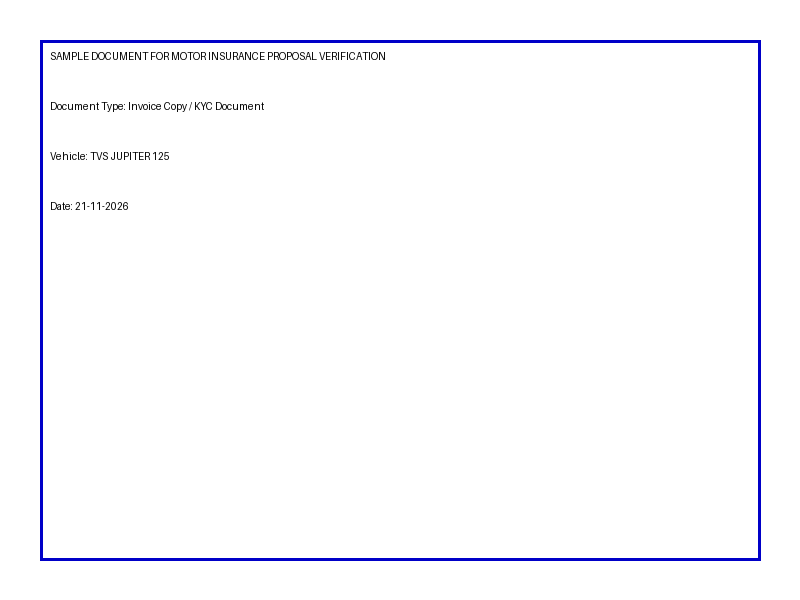 SAMPLE DOCUMENT FOR MOTOR INSURANCE PROPOSAL VERIFICATION
Document Type: Invoice Copy / KYC Document
Vehicle: TVS JUPITER 125
Date: 21-11-2026